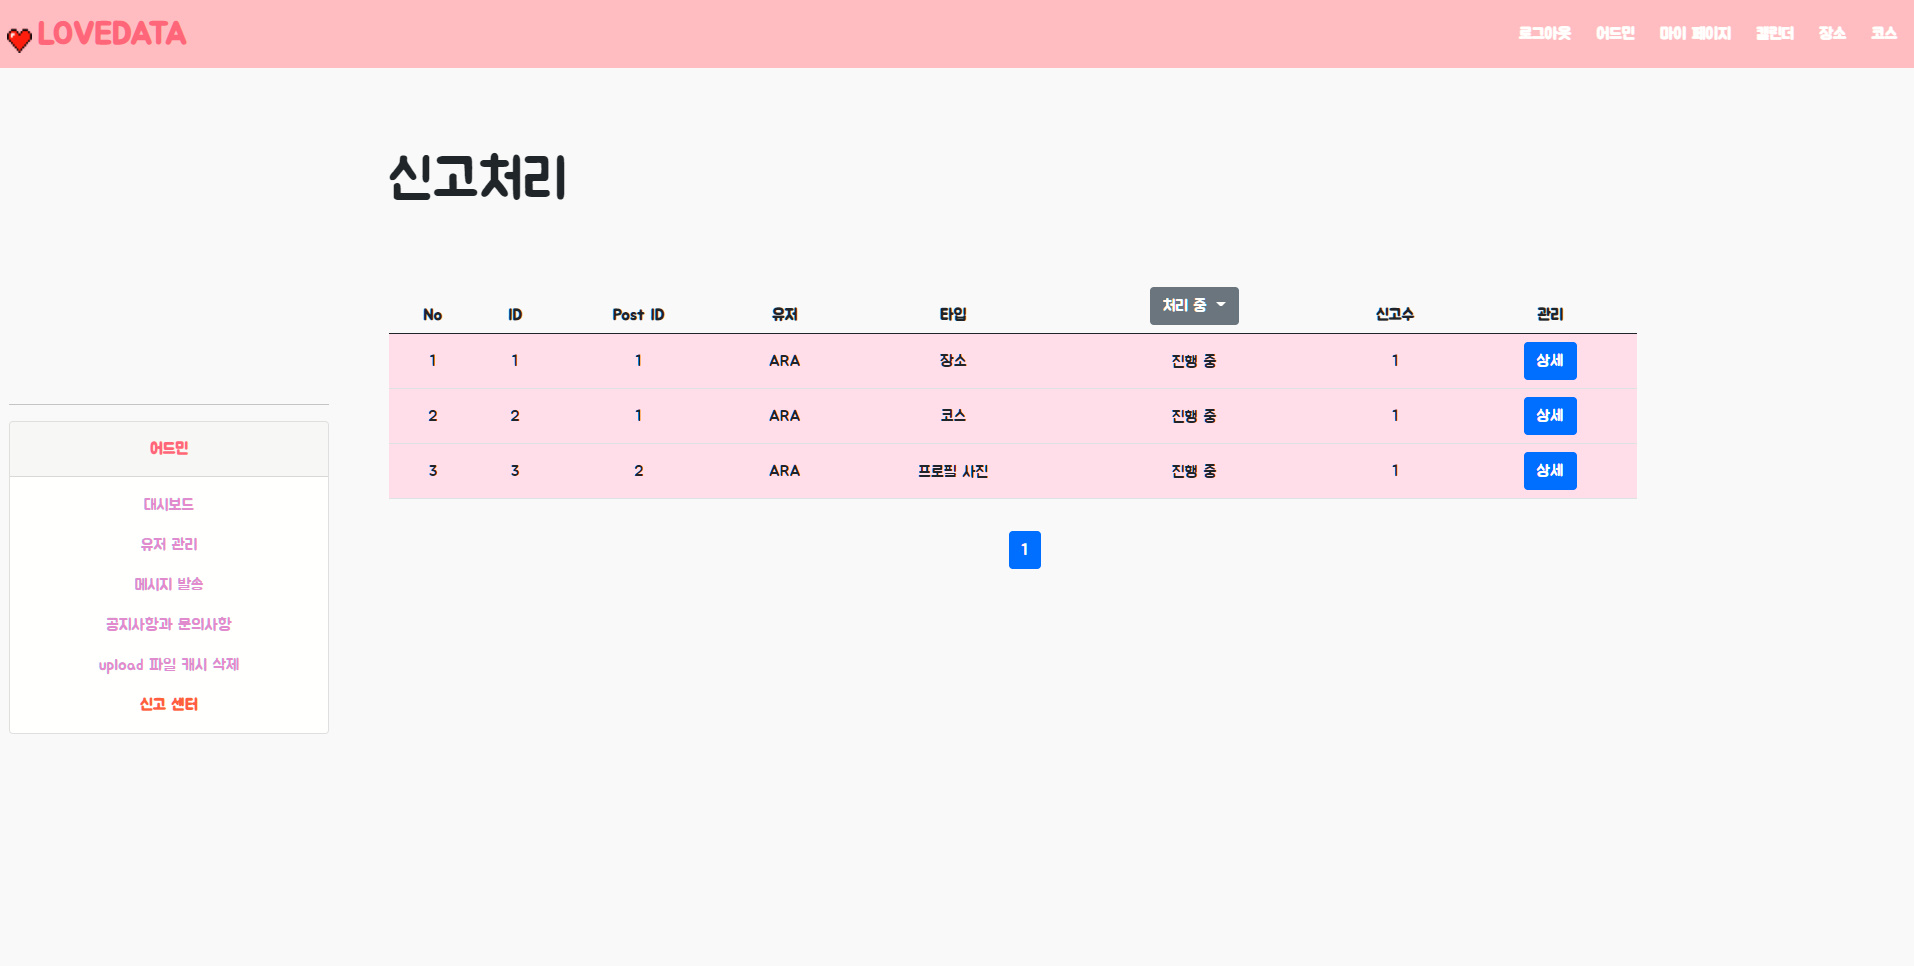 LOVEDATA
로그아웃 어드민 마이 페이지 캘린더 장소 코스
신고처리
No ID Post ID 유저 타입 처리 중 신고수 관리
1 1 1 ARA 장소 진행 중 1 상세
2 2 1 ARA 코스 진행 중 1 상세
3 3 2 ARA 프로필 사진 진행 중 1 상세
1
어드민
대시보드
유저 관리
메시지 발송
공지사항과 문의사항
upload 파일 캐시 삭제
신고 센터